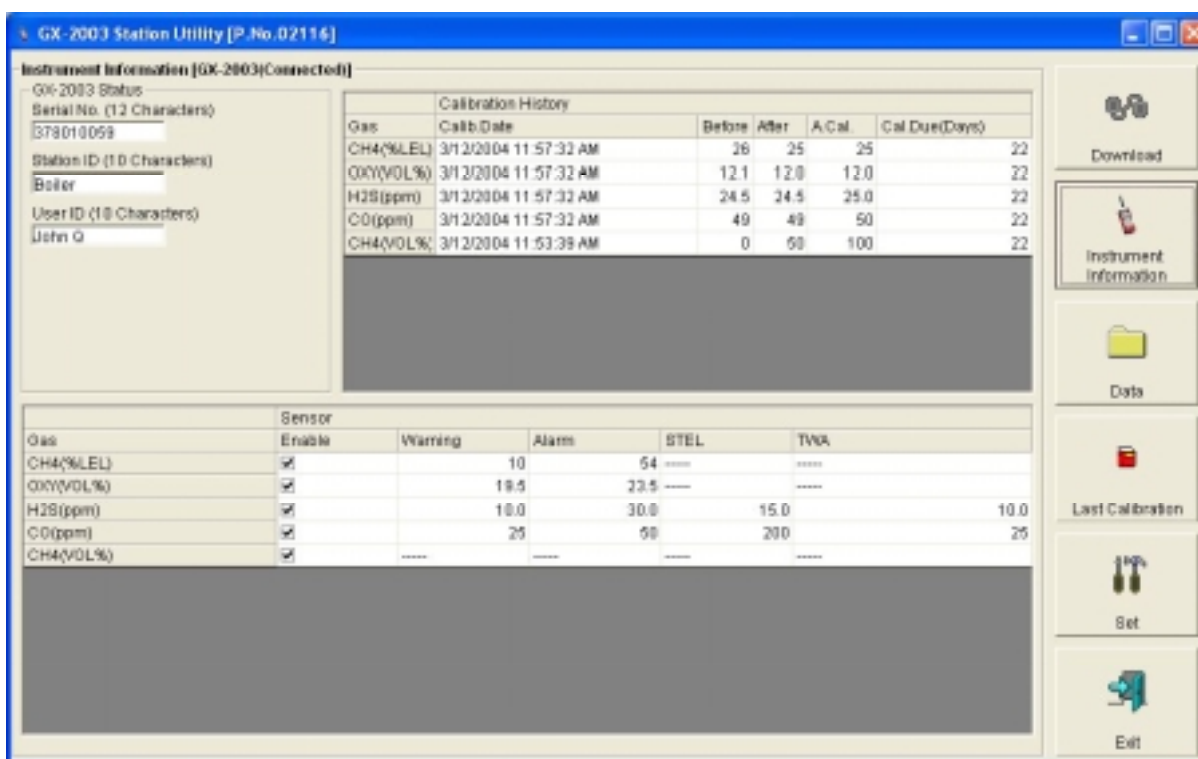 GX-2003 Station Utility [P.No.02116]
Instrument Information [GX-2003(Connected)]
GX-2003 Status
Serial No. (12 Characters)
378010059
Station ID (10 Characters)
Boiler
User ID (10 Characters)
John Q
Calibration History
Gas Calib.Date Before After A.Cal. Cal.Due(Days)
CH4(%LEL) 3/12/2004 11:57:32 AM 26 25 25 22
OXY(VOL%) 3/12/2004 11:57:32 AM 12.1 12.0 12.0 22
H2S(ppm) 3/12/2004 11:57:32 AM 24.5 24.5 25.0 22
CO(ppm) 3/12/2004 11:57:32 AM 49 49 50 22
CH4(VOL% 3/12/2004 11:53:39 AM 0 50 100 22
Sensor
Gas Enable Warning Alarm STEL TWA
CH4(%LEL) 10 54 ----- -----
OXY(VOL%) 19.5 23.5 ----- -----
H2S(ppm) 10.0 30.0 15.0 10.0
CO(ppm) 25 50 200 25
CH4(VOL%) ----- ----- ----- -----
Download
Instrument
Information
Data
Last Calibration
Set
Exit